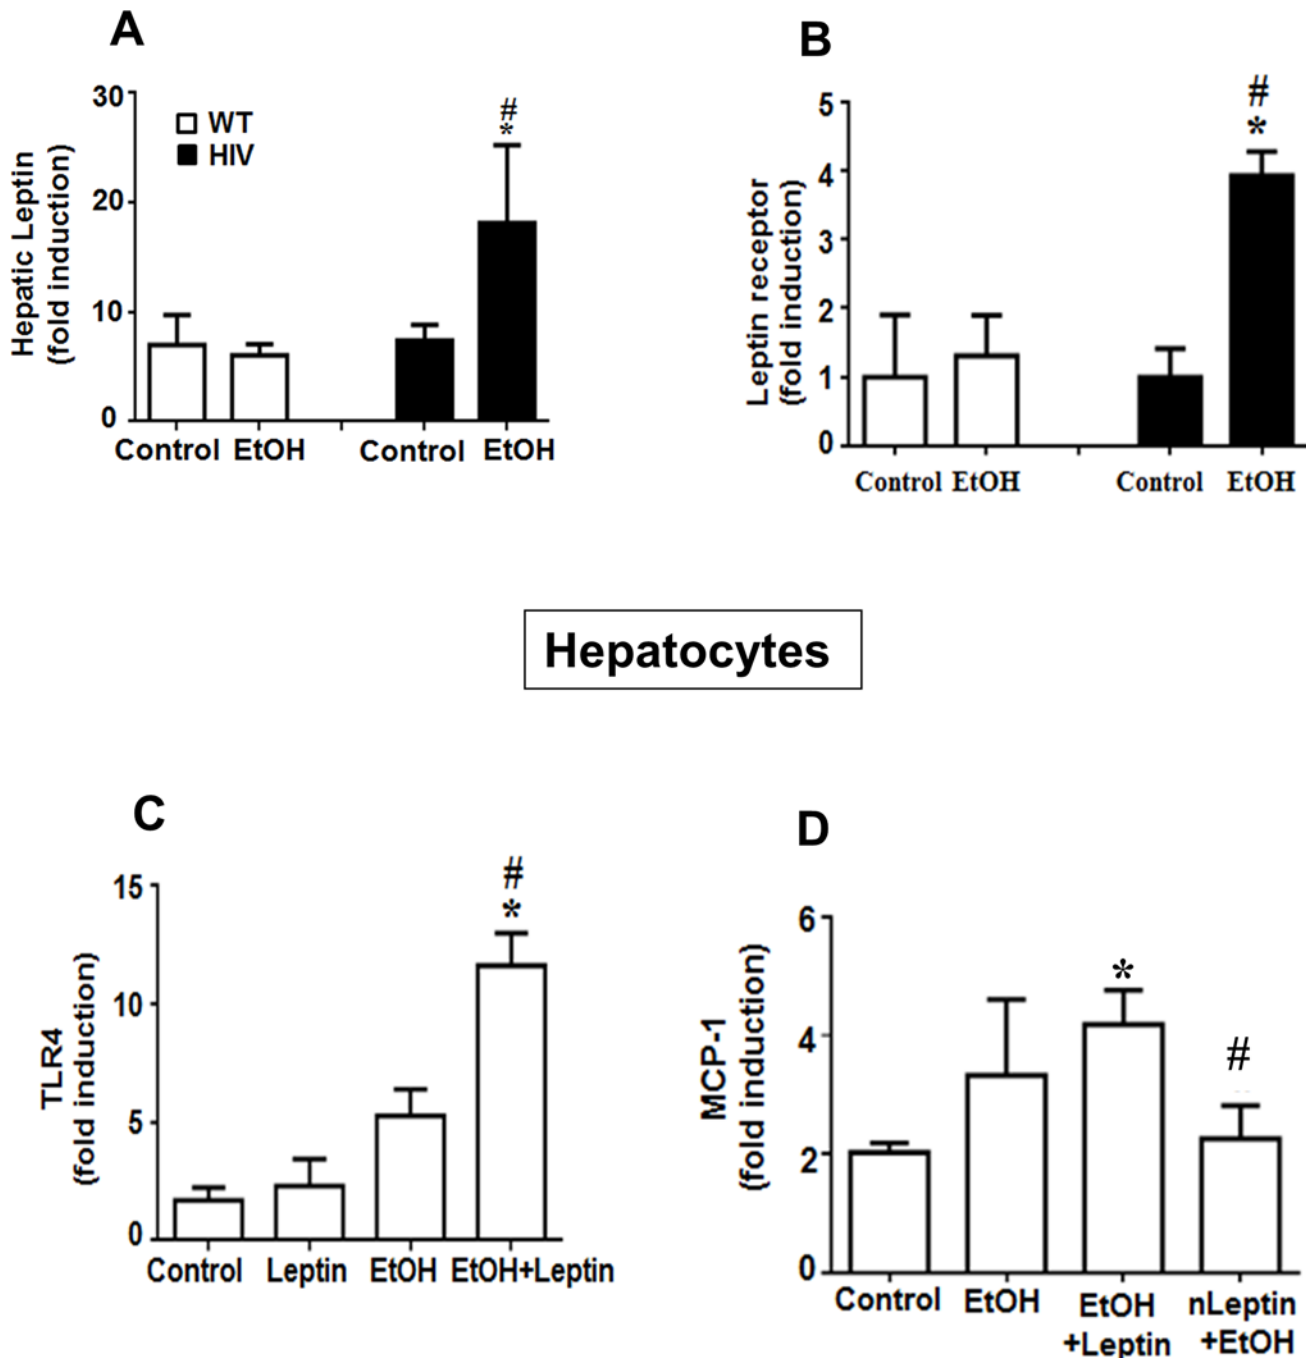 A
Hepatic Leptin
(fold induction)
30
20
10
0
WT
HIV
#
*
Control EtOH Control EtOH
B
Leptin receptor
(fold induction)
5
4
3
2
1
0
#
*
Control EtOH Control EtOH
Hepatocytes
C
TLR4
(fold induction)
15
10
5
0
#
*
Control Leptin EtOH EtOH+Leptin
D
MCP-1
(fold induction)
6
4
2
0
*
#
Control EtOH EtOH nLeptin
+Leptin +EtOH